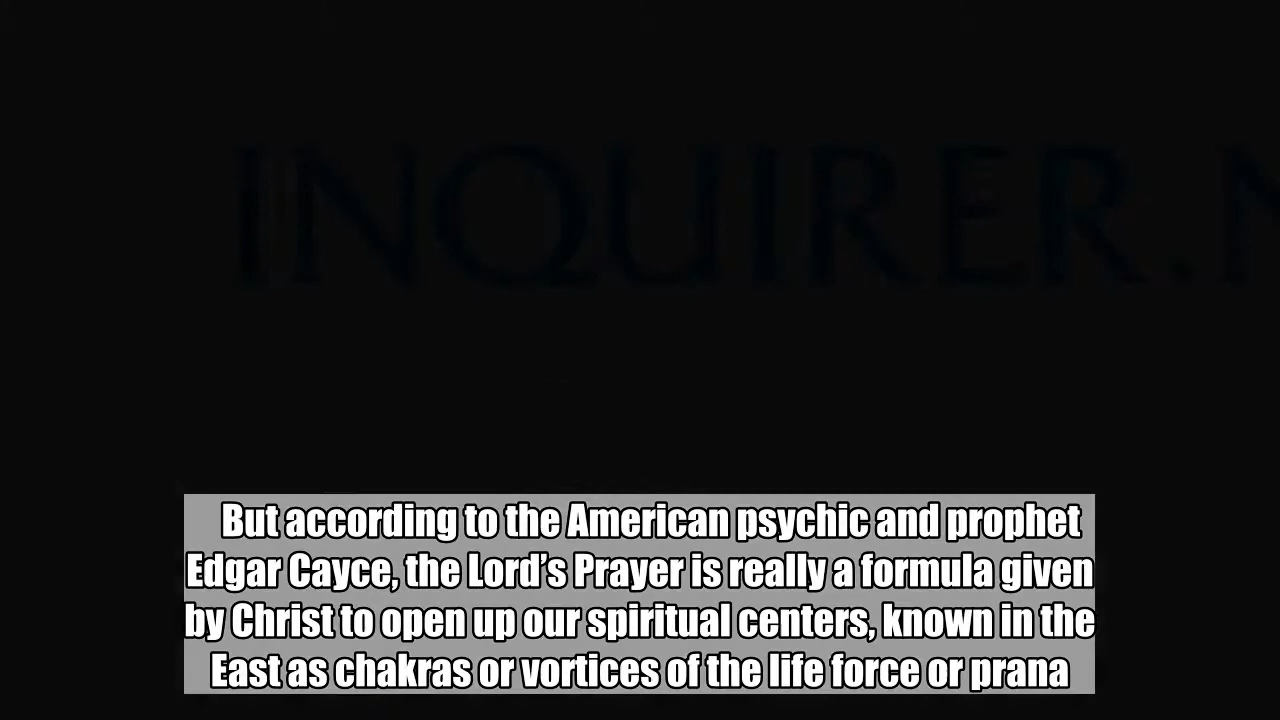 INQUIRER.N
But according to the American psychic and prophet
Edgar Cayce, the Lord’s Prayer is really a formula given
by Christ to open up our spiritual centers, known in the
East as chakras or vortices of the life force or prana